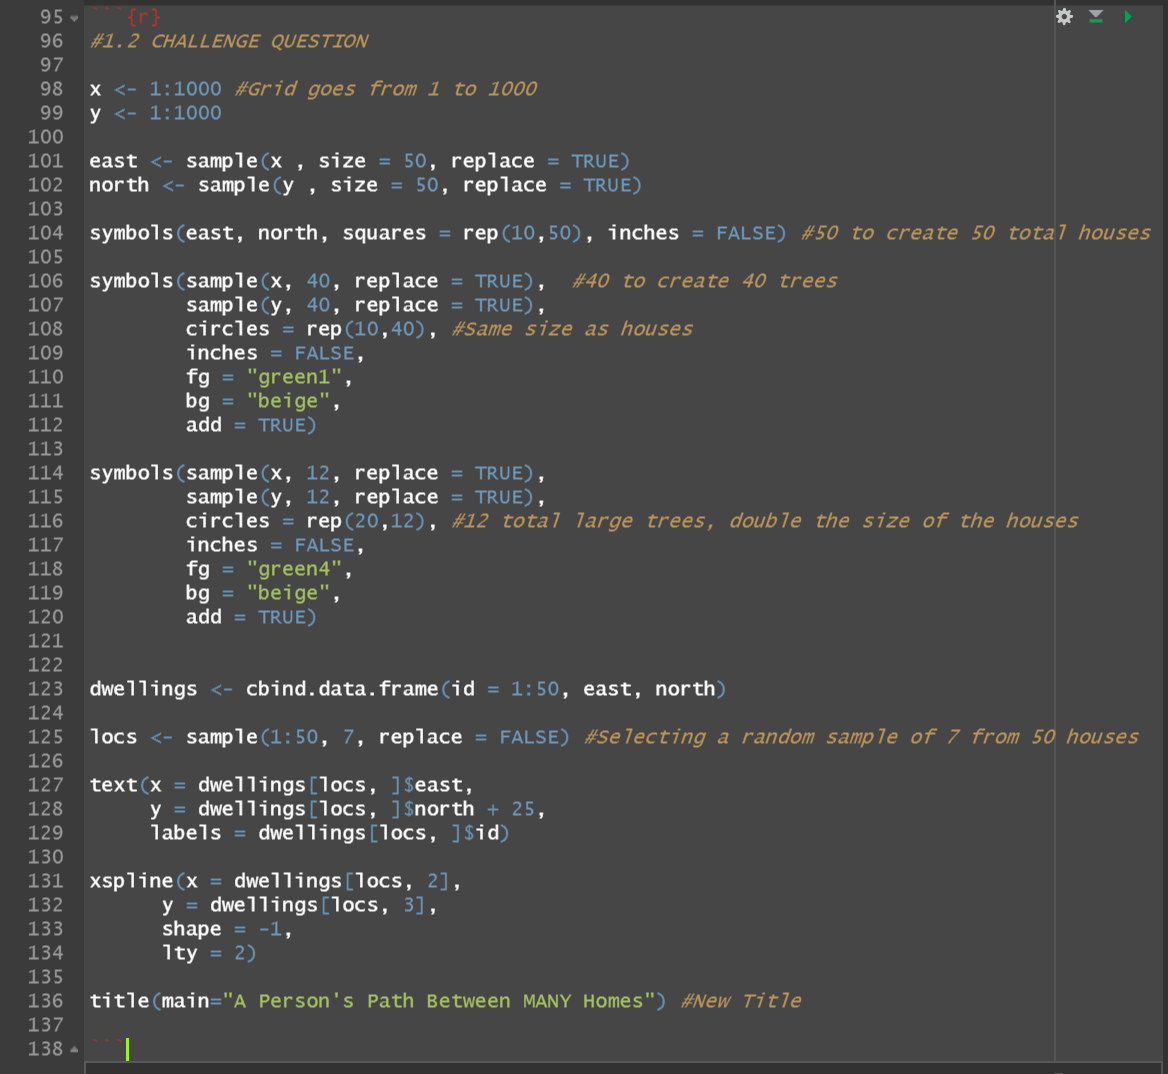 95 ```{r}
96 #1.2 CHALLENGE QUESTION
97
98 x <- 1:1000 #Grid goes from 1 to 1000
99 y <- 1:1000
100
101 east <- sample(x , size = 50, replace = TRUE)
102 north <- sample(y , size = 50, replace = TRUE)
103
104 symbols(east, north, squares = rep(10,50), inches = FALSE) #50 to create 50 total houses
105
106 symbols(sample(x, 40, replace = TRUE),  #40 to create 40 trees
107         sample(y, 40, replace = TRUE),
108         circles = rep(10,40), #Same size as houses
109         inches = FALSE,
110         fg = "green1",
111         bg = "beige",
112         add = TRUE)
113
114 symbols(sample(x, 12, replace = TRUE),
115         sample(y, 12, replace = TRUE),
116         circles = rep(20,12), #12 total large trees, double the size of the houses
117         inches = FALSE,
118         fg = "green4",
119         bg = "beige",
120         add = TRUE)
121
122
123 dwellings <- cbind.data.frame(id = 1:50, east, north)
124
125 locs <- sample(1:50, 7, replace = FALSE) #Selecting a random sample of 7 from 50 houses
126
127 text(x = dwellings[locs, ]$east,
128      y = dwellings[locs, ]$north + 25,
129      labels = dwellings[locs, ]$id)
130
131 xspline(x = dwellings[locs, 2],
132       y = dwellings[locs, 3],
133       shape = -1,
134       lty = 2)
135
136 title(main="A Person's Path Between MANY Homes") #New Title
137
138 ```